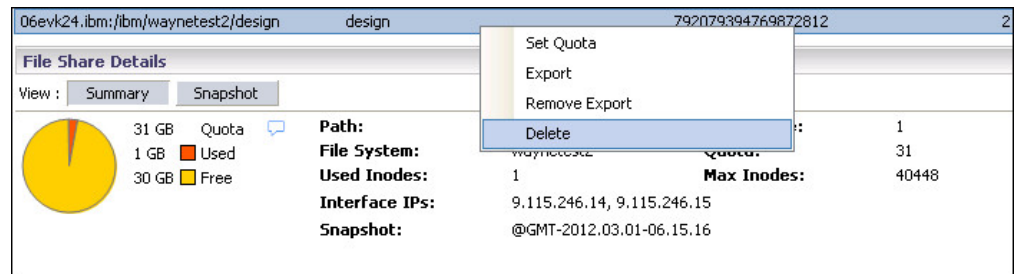 06evk24.ibm:/ibm/waynetest2/design design 792079394769872812 2
Set Quota
File Share Details
Export
View : Summary Snapshot
Remove Export
31 GB Quota Path: Delete 1
1 GB Used File System: waynetest2 Quota: 31
30 GB Free Used Inodes: 1 Max Inodes: 40448
Interface IPs: 9.115.246.14, 9.115.246.15
Snapshot: @GMT-2012.03.01-06.15.16